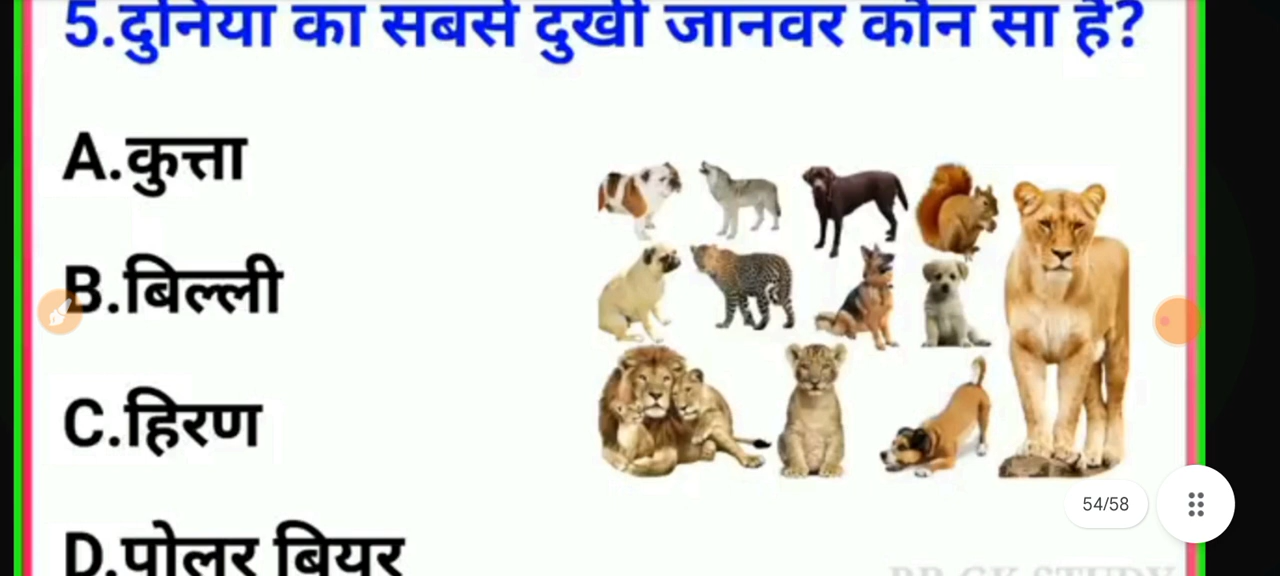 5.दुनिया का सबसे दुखी जानवर कौन सा है?
A.कुत्ता
B.बिल्ली
C.हिरण
D.पोलर बियर
54/58